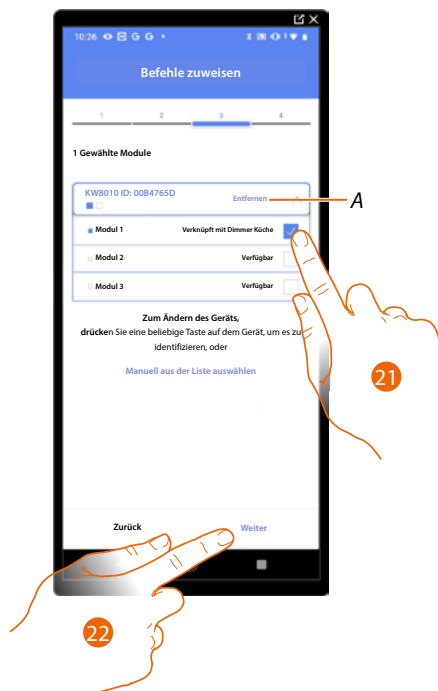 10:26 G G
Befehle zuweisen
1 2 3 4
1 Gewählte Module
KW8010 ID: 00B4765D Entfernen
A
Modul 1 Verknüpft mit Dimmer Küche
Modul 2 Verfügbar
Modul 3 Verfügbar
Zum Ändern des Geräts,
drücken Sie eine beliebige Taste auf dem Gerät, um es zu
identifizieren, oder
Manuell aus der Liste auswählen
21
Zurück Weiter
22